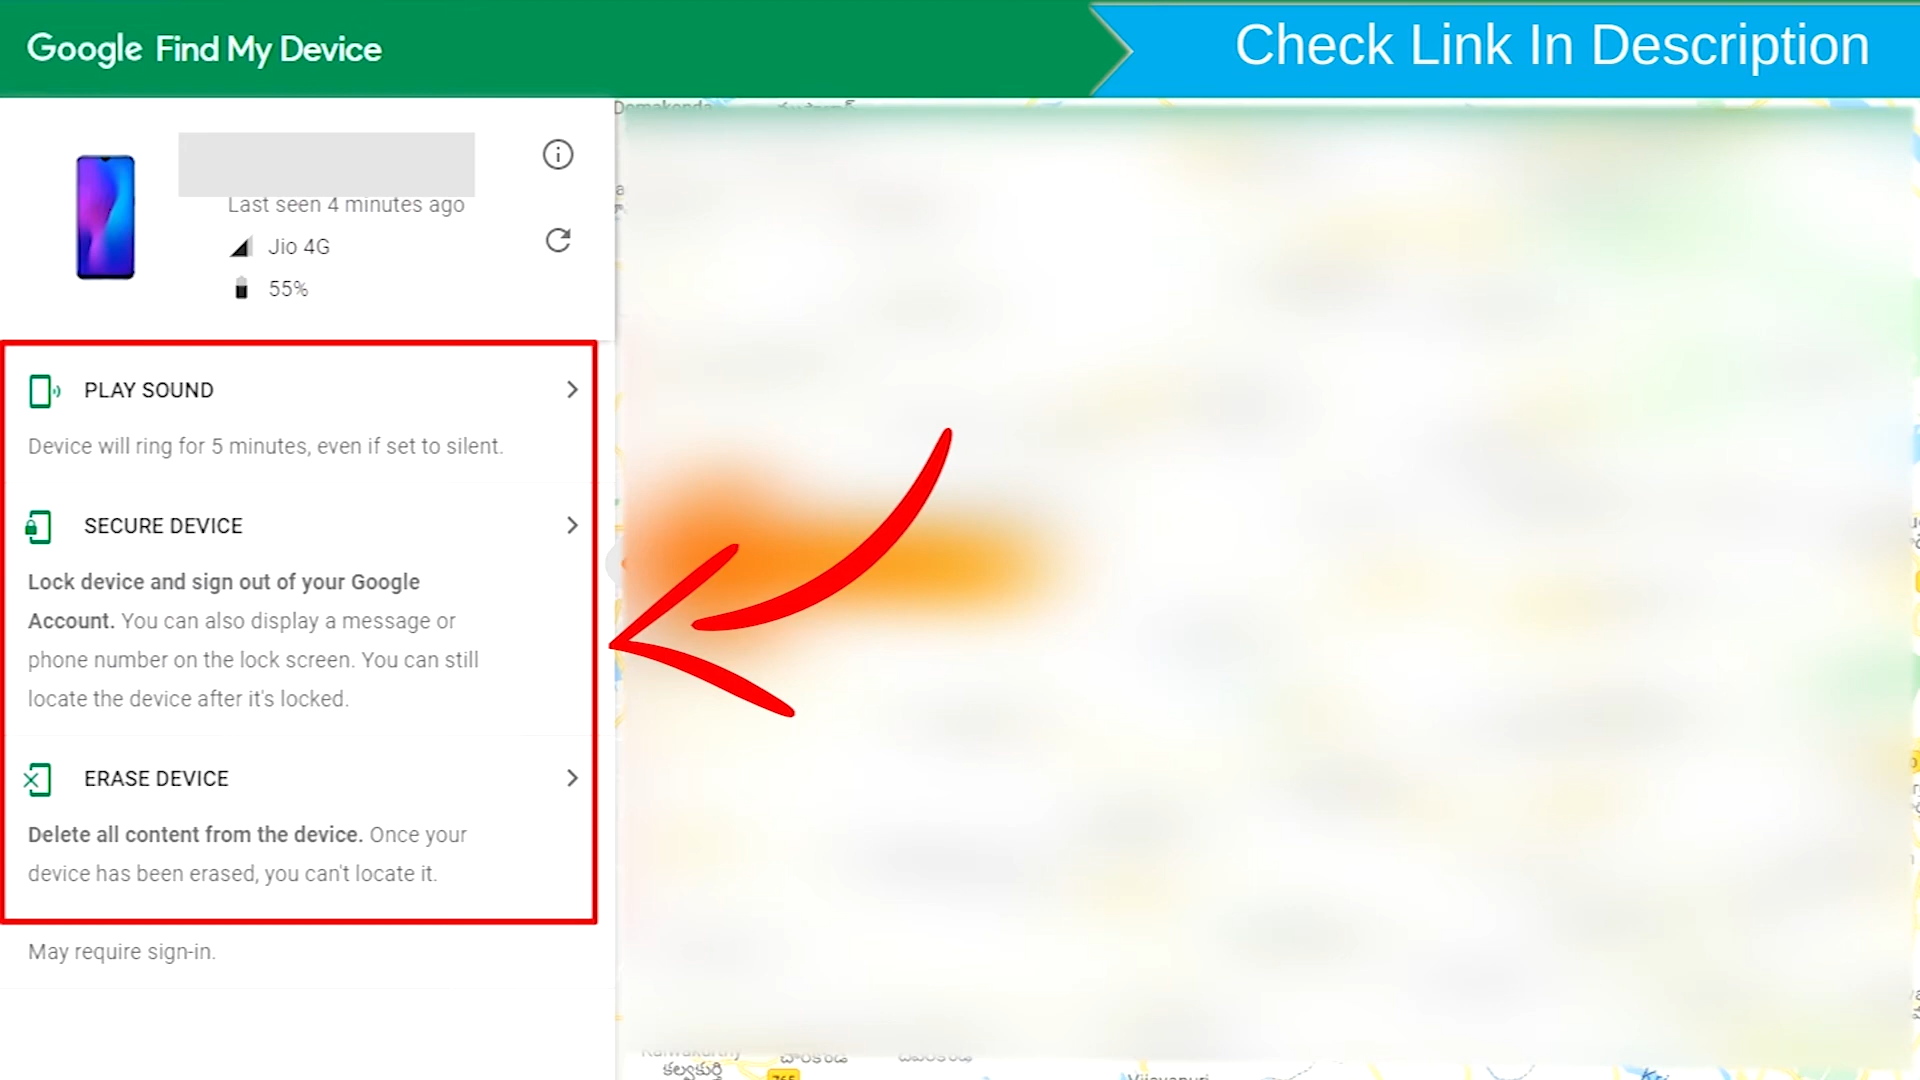 Google Find My Device
Check Link In Description
Last seen 4 minutes ago
Jio 4G
55%
PLAY SOUND
Device will ring for 5 minutes, even if set to silent.
SECURE DEVICE
Lock device and sign out of your Google
Account. You can also display a message or
phone number on the lock screen. You can still
locate the device after it's locked.
ERASE DEVICE
Delete all content from the device. Once your
device has been erased, you can't locate it.
May require sign-in.
Domakonda
కల్వకుర్తి
765